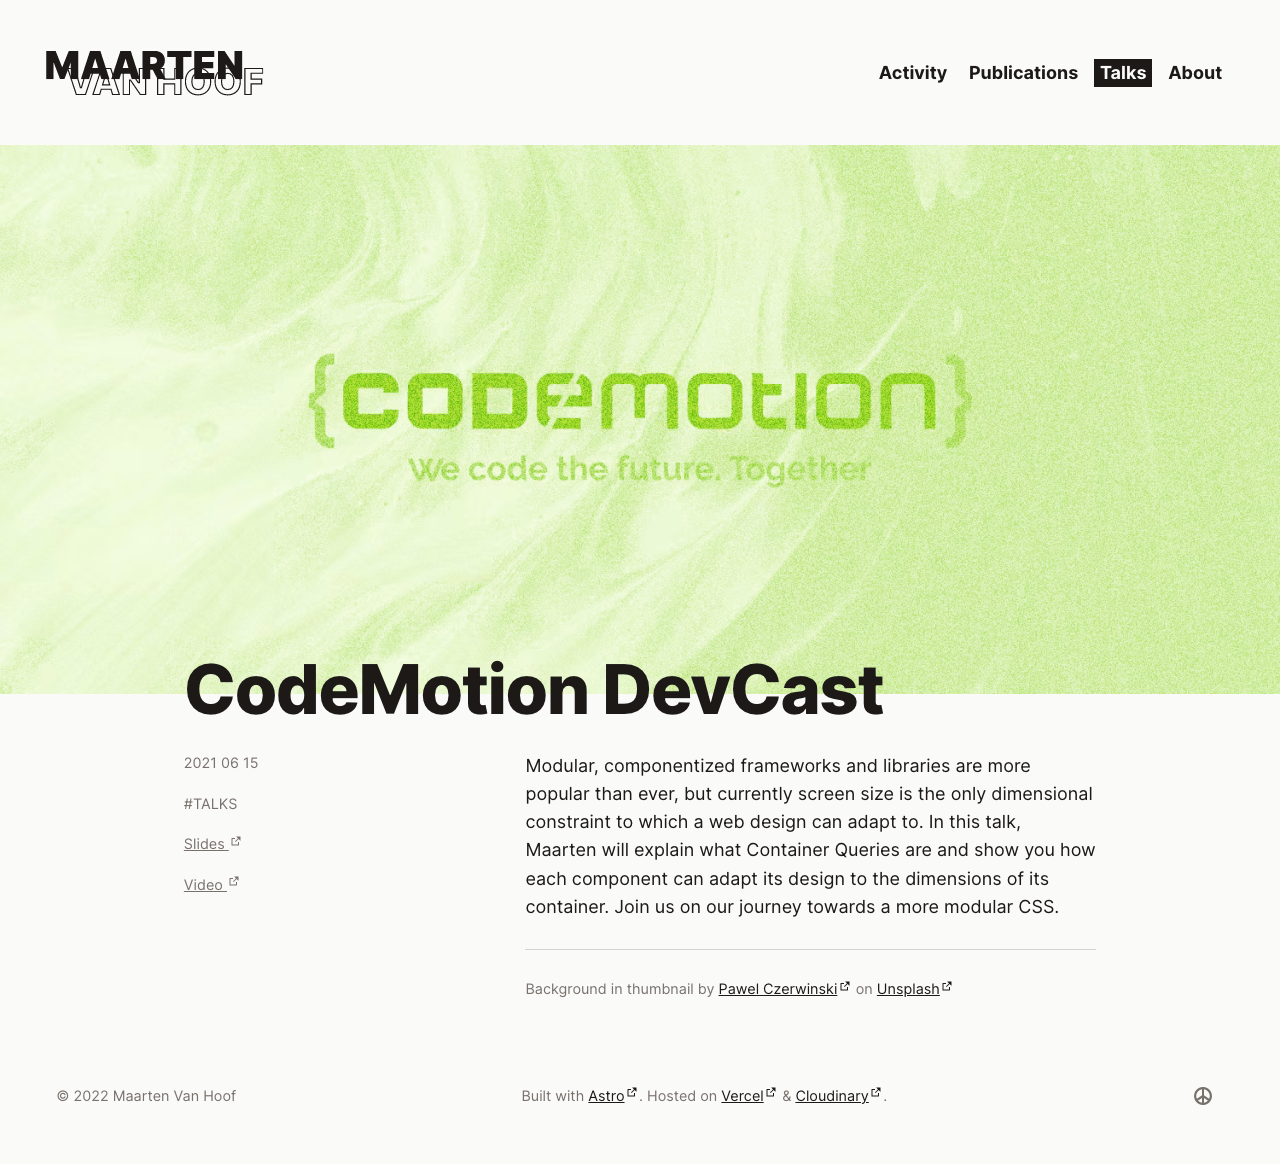 MAARTEN
VAN HOOF
Activity Publications Talks About
{codemotion}
We code the future. Together
CodeMotion DevCast
2021 06 15
#TALKS
Slides
Video
Modular, componentized frameworks and libraries are more
popular than ever, but currently screen size is the only dimensional
constraint to which a web design can adapt to. In this talk,
Maarten will explain what Container Queries are and show you how
each component can adapt its design to the dimensions of its
container. Join us on our journey towards a more modular CSS.
Background in thumbnail by Pawel Czerwinski on Unsplash
© 2022 Maarten Van Hoof
Built with Astro. Hosted on Vercel & Cloudinary.